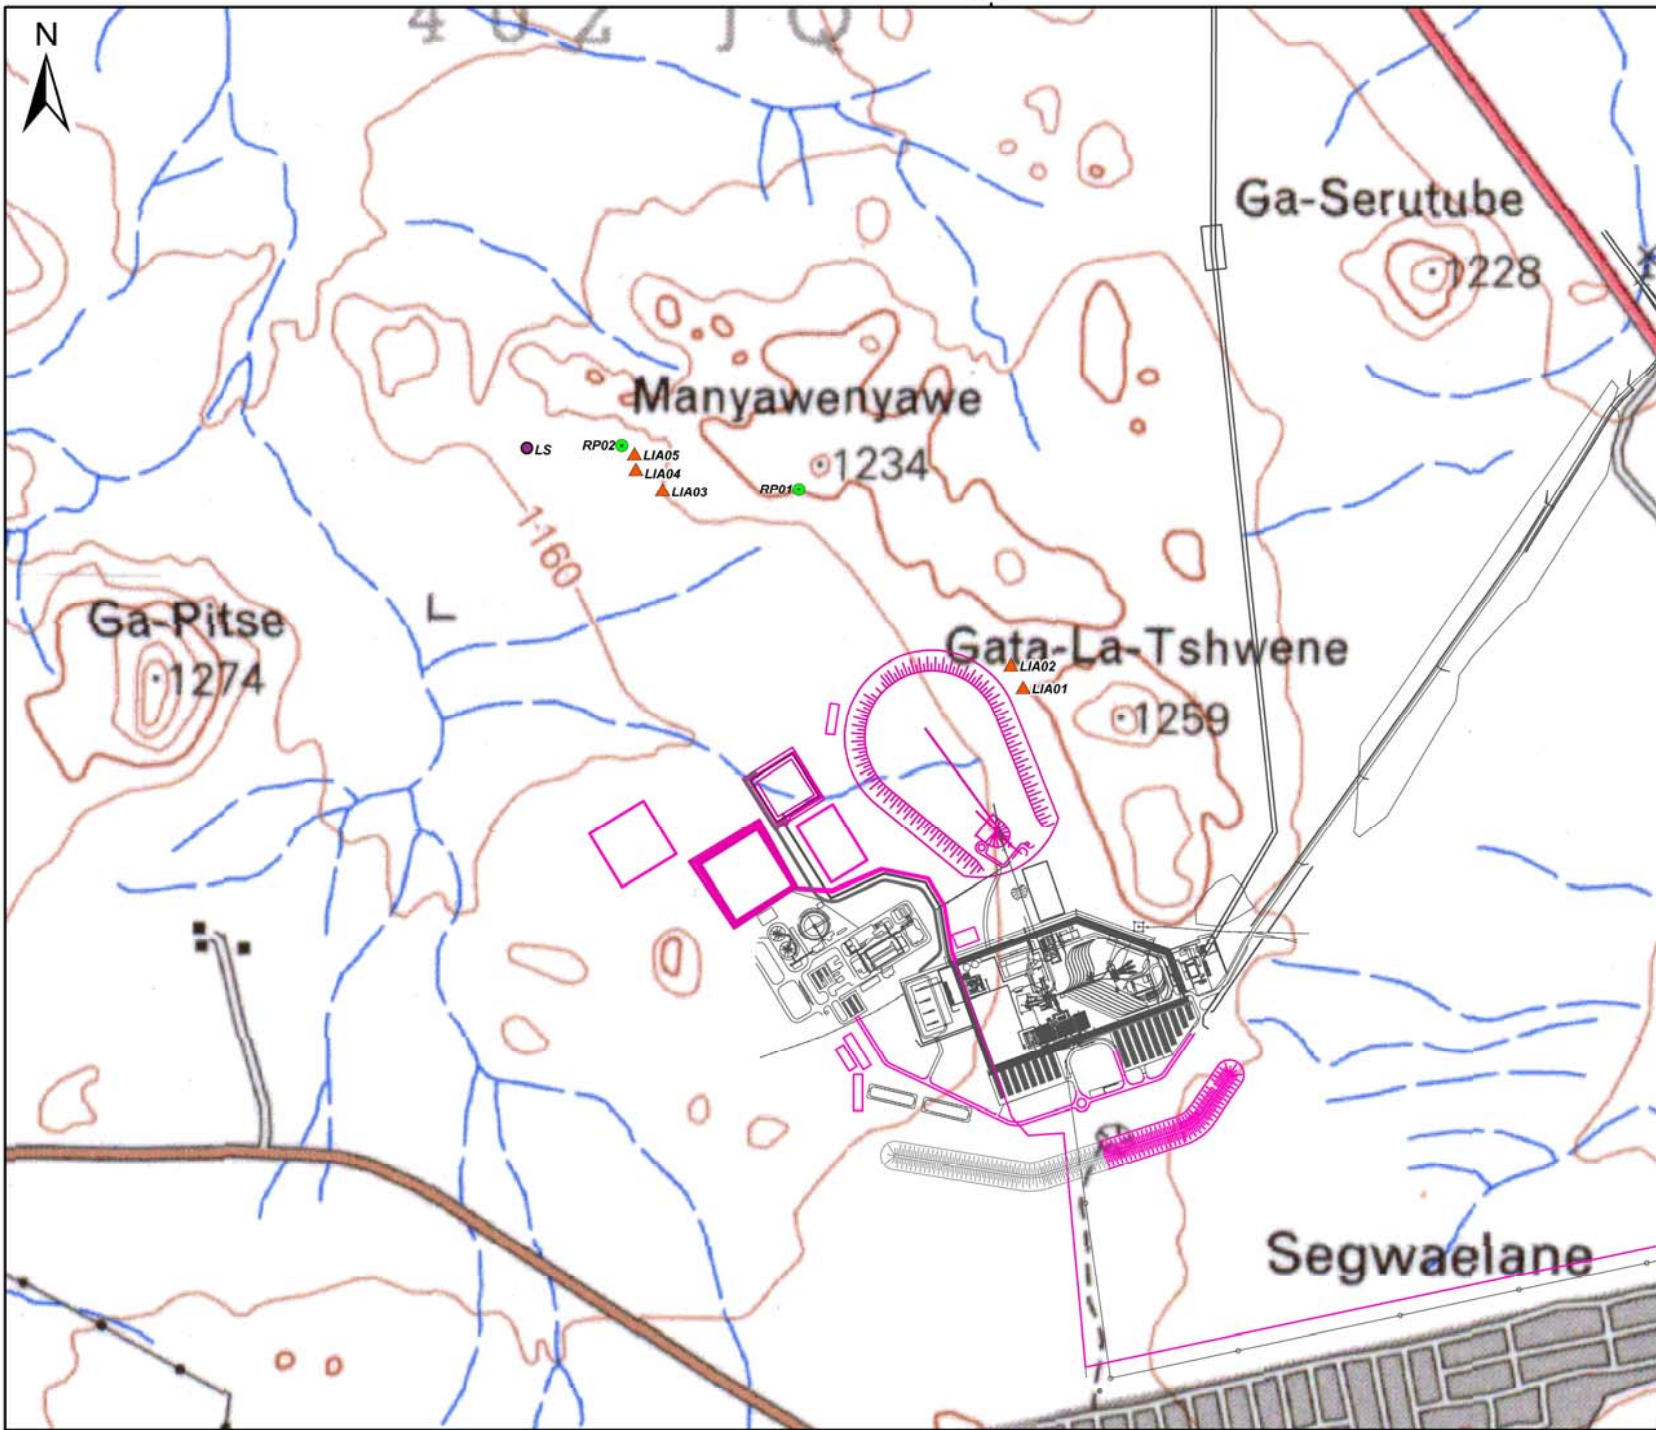 N
402 JQ
Ga-Serutube
1228
Manyawenyawe
LS
RP02
LIA05
LIA04
LIA03
RP01
1234
1160
Ga-Pitse
1274
Gata-La-Tshwene
LIA02
LIA01
1259
Segwaelane